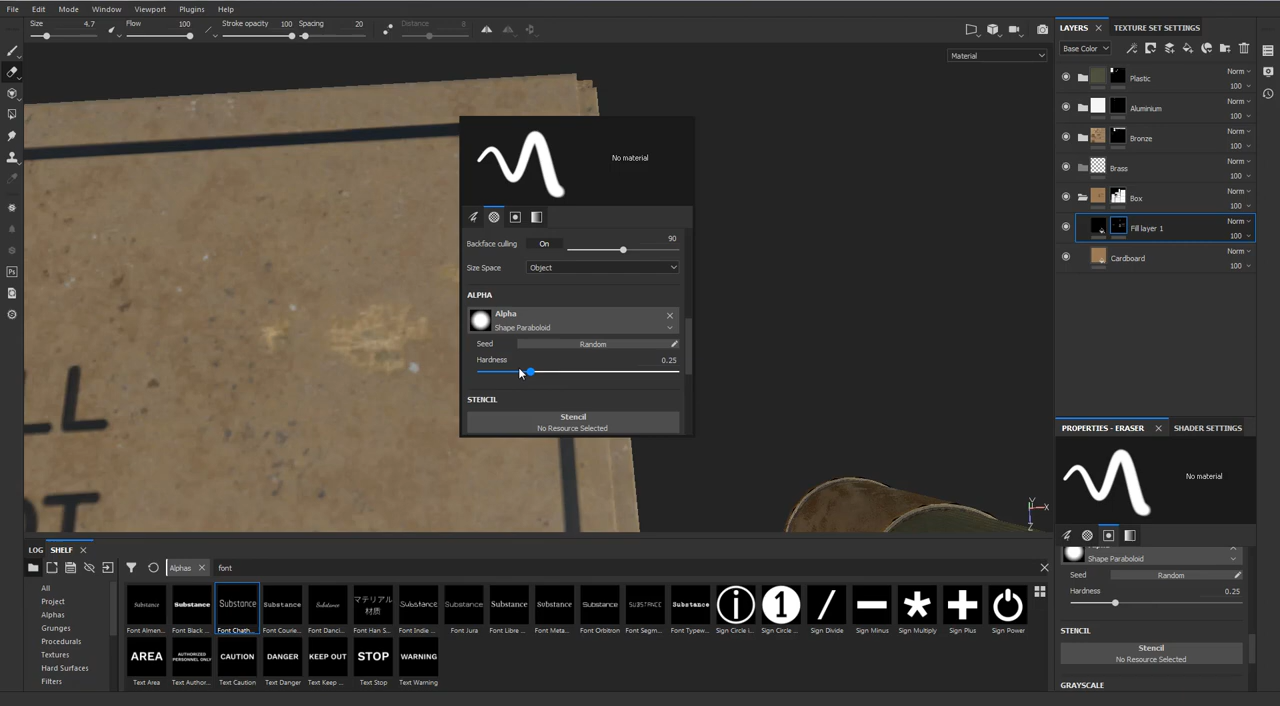 File Edit Mode Window Viewport Plugins Help
Size 4.7 Flow 100 Stroke opacity 100 Spacing 20 Distance 8
Material
LAYERS TEXTURE SET SETTINGS
Base Color
Plastic Norm 100
Aluminium Norm 100
Bronze Norm 100
Brass Norm 100
Box Norm 100
Fill layer 1 Norm 100
Cardboard Norm 100
No material
Backface culling On 90
Size Space Object
ALPHA
Alpha
Shape Paraboloid
Seed Random
Hardness 0.25
STENCIL
Stencil
No Resource Selected
L
OT
PROPERTIES - ERASER SHADER SETTINGS
No material
Shape Paraboloid
Seed Random
Hardness 0.25
STENCIL
Stencil
No Resource Selected
GRAYSCALE
LOG SHELF
Alphas font
All
Project
Alphas
Grunges
Procedurals
Textures
Hard Surfaces
Filters
Substance Substance Substance Substance Substance マテリアル 材質 Substance Substance Substance Substance Substance SUBSTANCE Substance
Font Almen... Font Black ... Font Chath... Font Courie... Font Danci... Font Han S... Font Indie ... Font Jura Font Libre ... Font Meta... Font Orbitron Font Segm... Font Typew... Sign Circle i... Sign Circle ... Sign Divide Sign Minus Sign Multiply Sign Plus Sign Power
AREA AUTHORIZED PERSONNEL ONLY CAUTION DANGER KEEP OUT STOP WARNING
Text Area Text Author... Text Caution Text Danger Text Keep ... Text Stop Text Warning